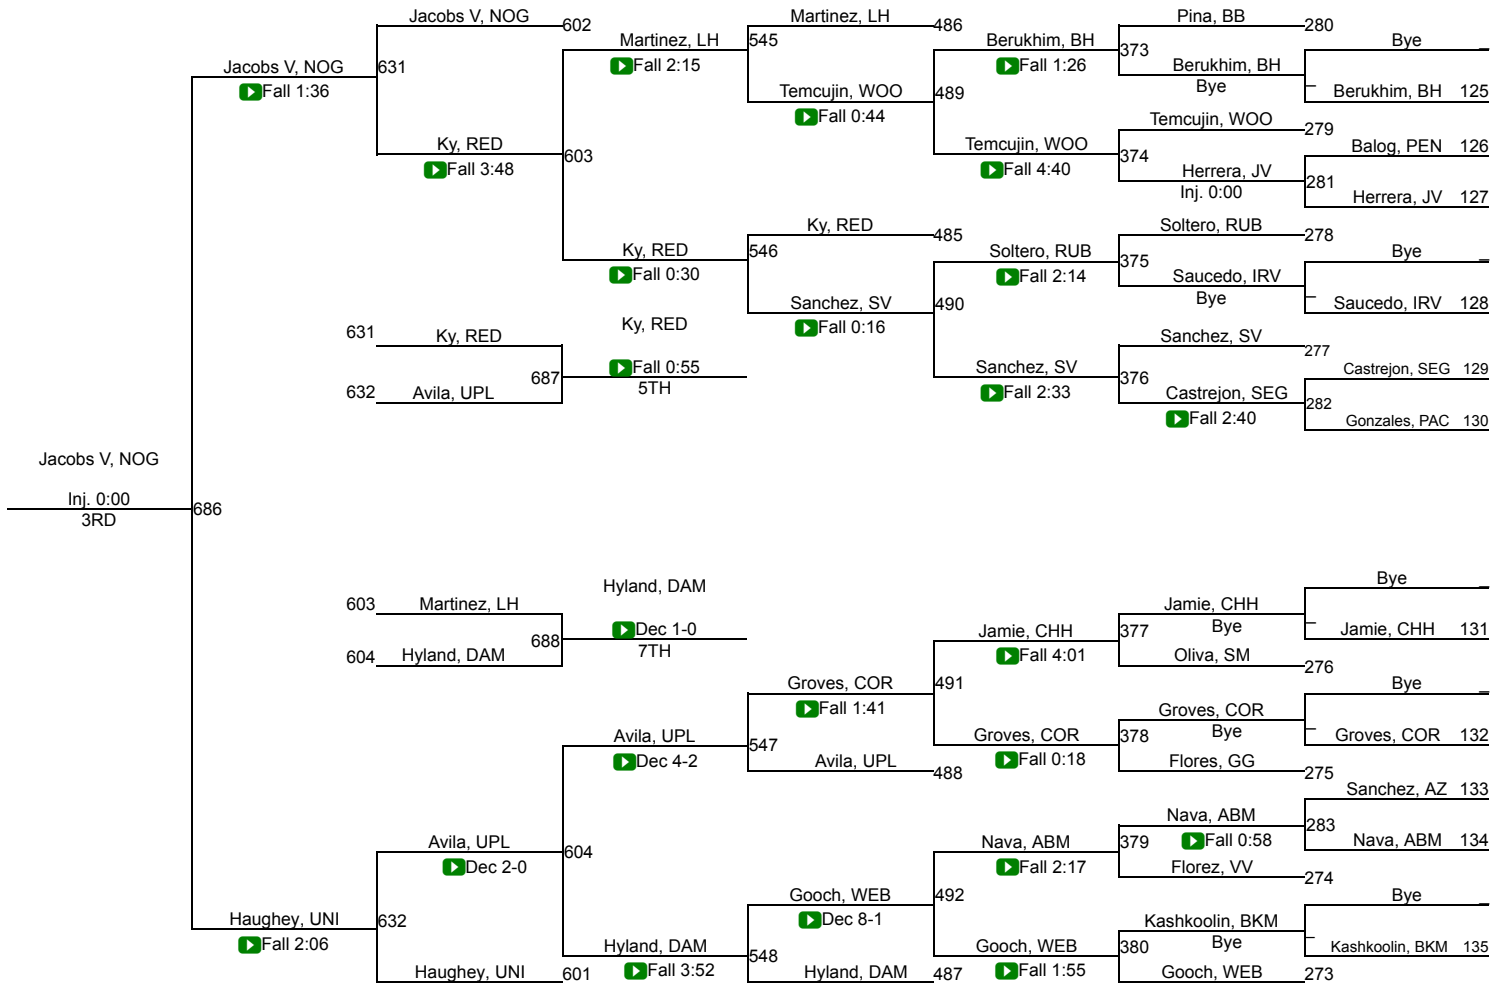 Jacobs V, NOG
602
Martinez, LH
486
Pina, BB
280
Martinez, LH
545
Berukhim, BH
373
Bye
_
Jacobs V, NOG
631
Fall 2:15
Fall 1:26
Berukhim, BH
Bye
_
Berukhim, BH 125
Fall 1:36
Temcujin, WOO
489
Fall 0:44
Temcujin, WOO
279
Ky, RED
603
Temcujin, WOO
374
Balog, PEN 126
Fall 3:48
Fall 4:40
Herrera, JV
281
Inj. 0:00
Herrera, JV 127
Ky, RED
485
Soltero, RUB
278
Ky, RED
546
Soltero, RUB
375
Bye
_
Fall 0:30
Fall 2:14
Saucedo, IRV
Bye
_
Saucedo, IRV 128
Sanchez, SV
490
Ky, RED
Fall 0:16
631
Ky, RED
Sanchez, SV
277
Fall 0:55
687
5TH
Sanchez, SV
376
Castrejon, SEG 129
632
Avila, UPL
Fall 2:33
Castrejon, SEG
282
Fall 2:40
Gonzales, PAC 130
Jacobs V, NOG
Inj. 0:00
686
3RD
Hyland, DAM
Bye
_
603
Martinez, LH
Jamie, CHH
Dec 1-0
688
7TH
Jamie, CHH
377
Bye
_
Jamie, CHH 131
604
Hyland, DAM
Fall 4:01
Oliva, SM
276
Groves, COR
491
Bye
_
Fall 1:41
Groves, COR
Avila, UPL
547
Groves, COR
378
Bye
_
Groves, COR 132
Dec 4-2
Avila, UPL
488
Fall 0:18
Flores, GG
275
Sanchez, AZ 133
Nava, ABM
283
Avila, UPL
604
Nava, ABM
379
Fall 0:58
Nava, ABM 134
Dec 2-0
Fall 2:17
Florez, VV
274
Gooch, WEB
492
Bye
_
Haughey, UNI
632
Dec 8-1
Kashkoolin, BKM
Fall 2:06
Hyland, DAM
548
Gooch, WEB
380
Bye
_
Kashkoolin, BKM 135
Haughey, UNI
601
Fall 3:52
Hyland, DAM
487
Fall 1:55
Gooch, WEB
273